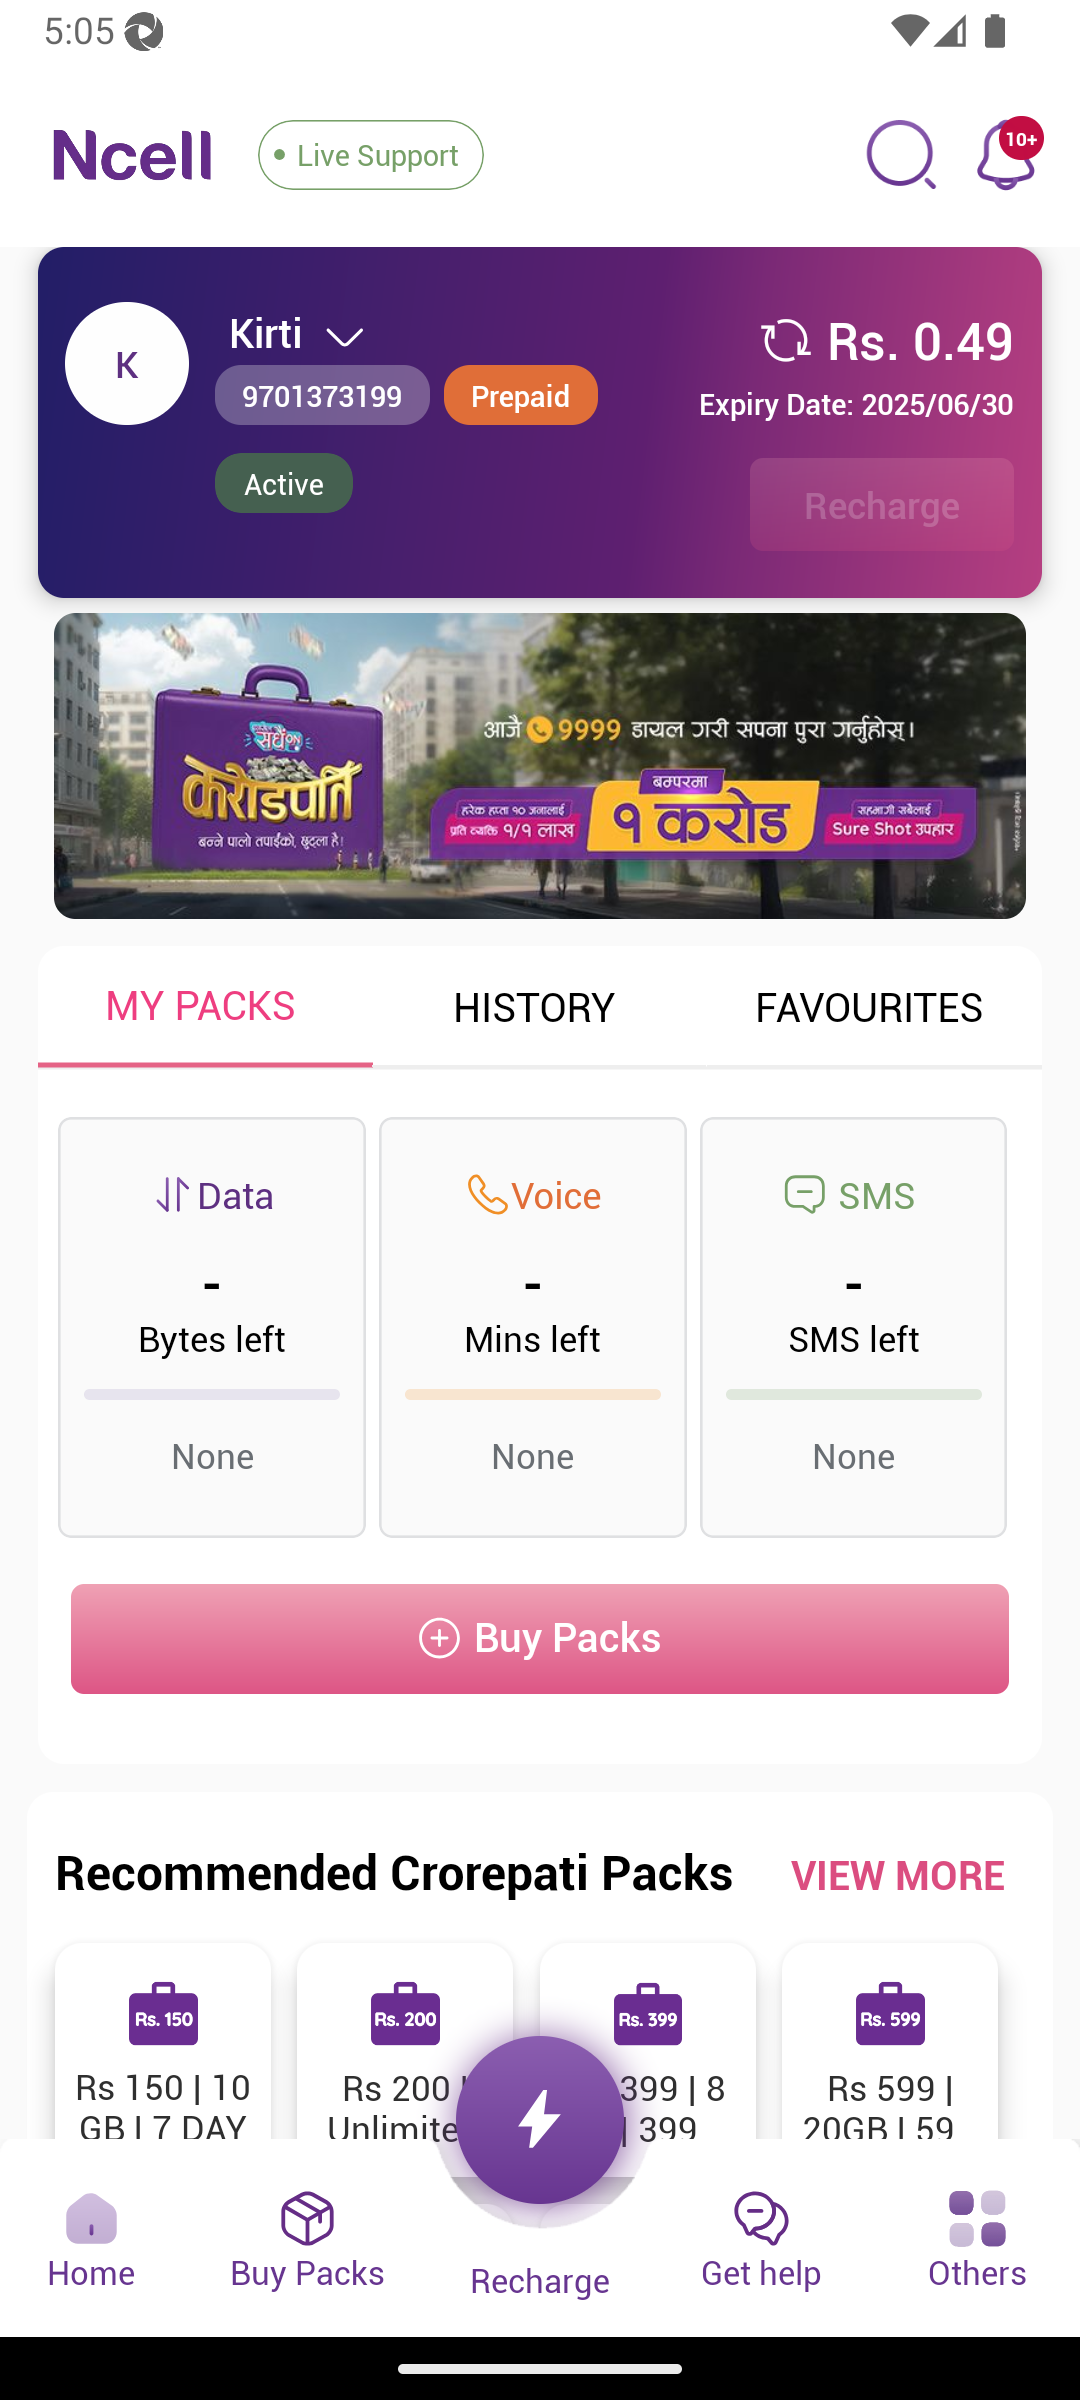 5:05
Ncell
Live Support
10+
K
Kirti
Rs. 0.49
9701373199
Prepaid
Expiry Date: 2025/06/30
Active
Recharge
आजै 9999 डायल गरी सपना पुरा गर्नुहोस्।
सधैँ ON
करोडपति
बन्ने पालो तपाईंको, छुट्ला है!
बम्परमा
१ करोड
हरेक हप्ता १० जनालाई
प्रति व्यक्ति १/१ लाख
सहभागी सबैलाई
Sure Shot उपहार
MY PACKS
HISTORY
FAVOURITES
Data
Voice
SMS
-
-
-
Bytes left
Mins left
SMS left
None
None
None
Buy Packs
Recommended Crorepati Packs
VIEW MORE
Rs. 150
Rs. 200
Rs. 399
Rs. 599
Rs 150 | 10
GB | 7 DAY
Rs 200 |
Unlimite
399 | 8
| 399
Rs 599 |
20GB | 59
Home
Buy Packs
Recharge
Get help
Others